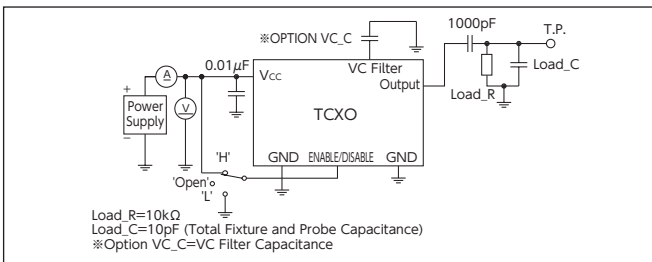 1000pF
T.P.
※OPTION VC_C
0.01μF
A
Vcc
VC Filter
Load_C
Output
+
Power
Supply
−
V
TCXO
Load_R
'H'
GND
ENABLE/DISABLE
GND
'Open'
'L'
Load_R=10kΩ
Load_C=10pF (Total Fixture and Probe Capacitance)
※Option VC_C=VC Filter Capacitance